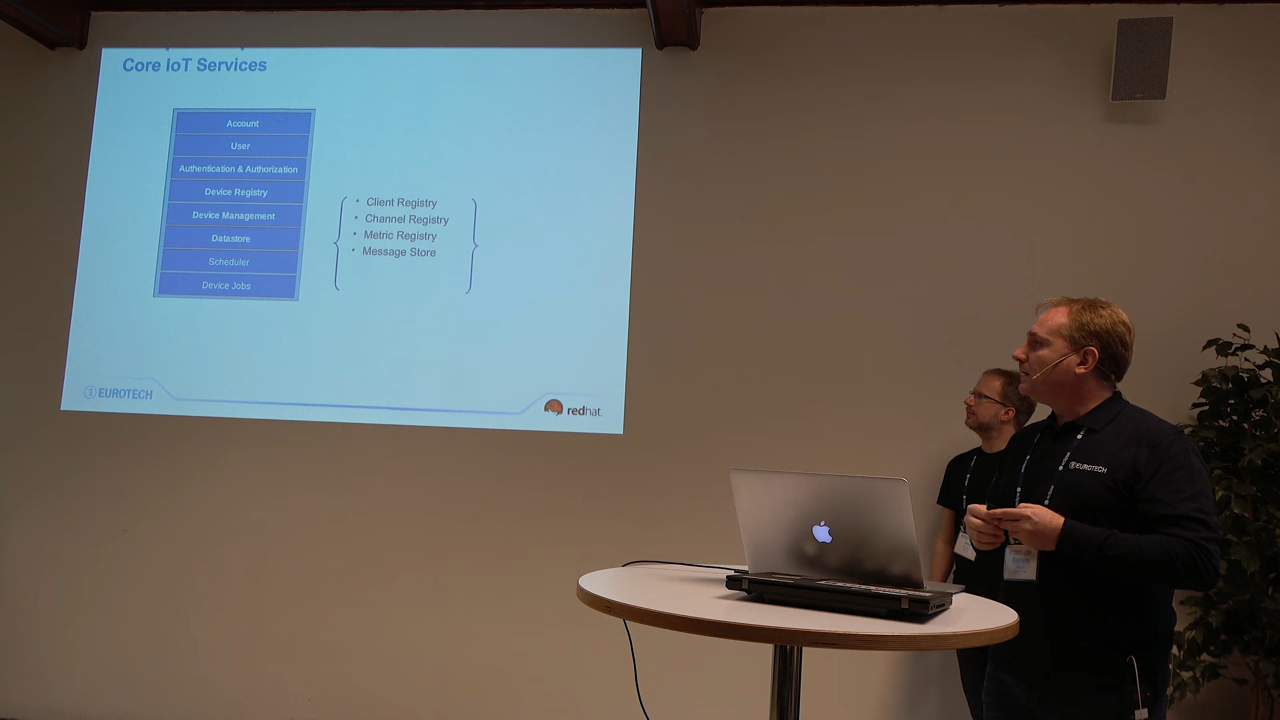 Core IoT Services
Account
User
Authentication & Authorization
Device Registry
Device Management
Datastore
Scheduler
Device Jobs
• Client Registry
• Channel Registry
• Metric Registry
• Message Store
EUROTECH
redhat.
EUROTECH